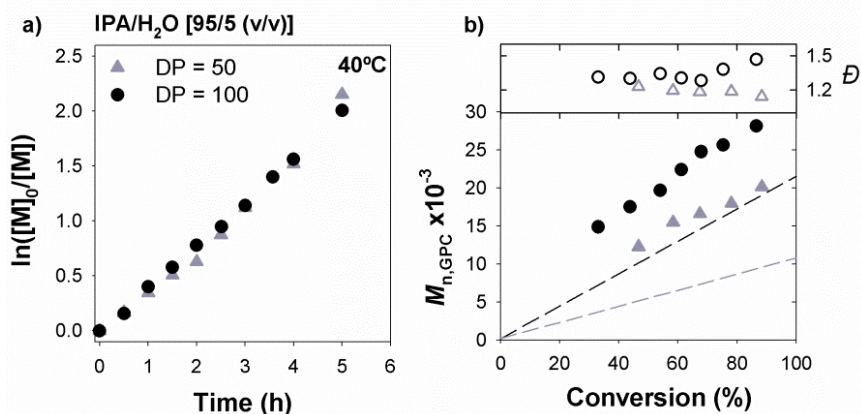 a)
IPA/H2O [95/5 (v/v)]
2.5
2.0
1.5
1.0
0.5
0.0
DP = 50
DP = 100
40ºC
ln([M]0/[M])
0 1 2 3 4 5 6
Time (h)
b)
1.5
1.2
Đ
30
25
20
15
10
5
0
Mn,GPC x10-3
0 20 40 60 80 100
Conversion (%)